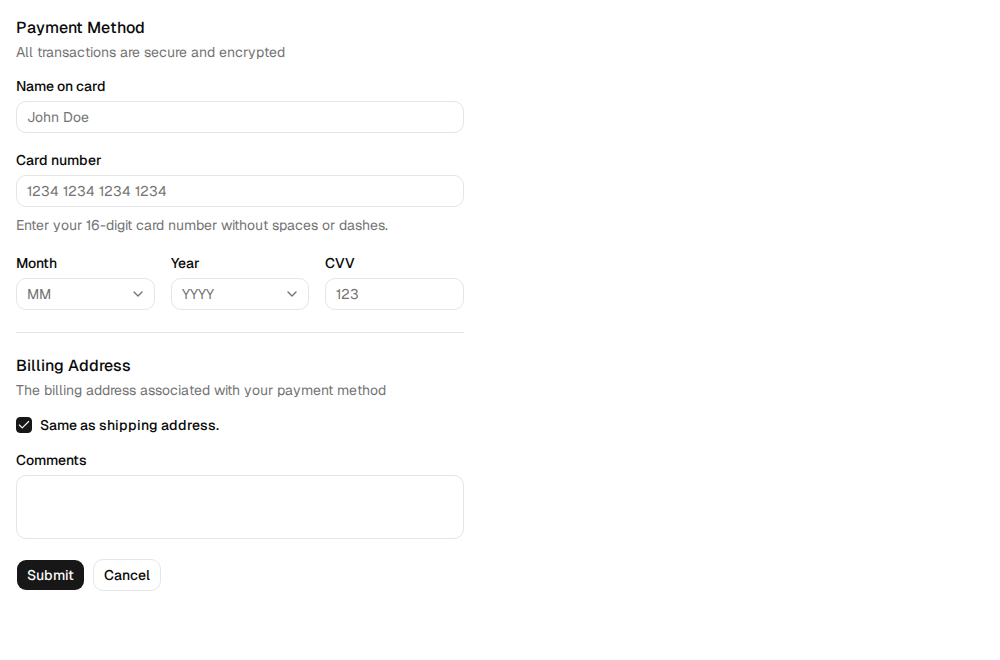 Payment Method
All transactions are secure and encrypted
Name on card
John Doe
Card number
1234 1234 1234 1234
Enter your 16-digit card number without spaces or dashes.
Month Year CVV
MM YYYY 123
Billing Address
The billing address associated with your payment method
Same as shipping address.
Comments
Submit Cancel